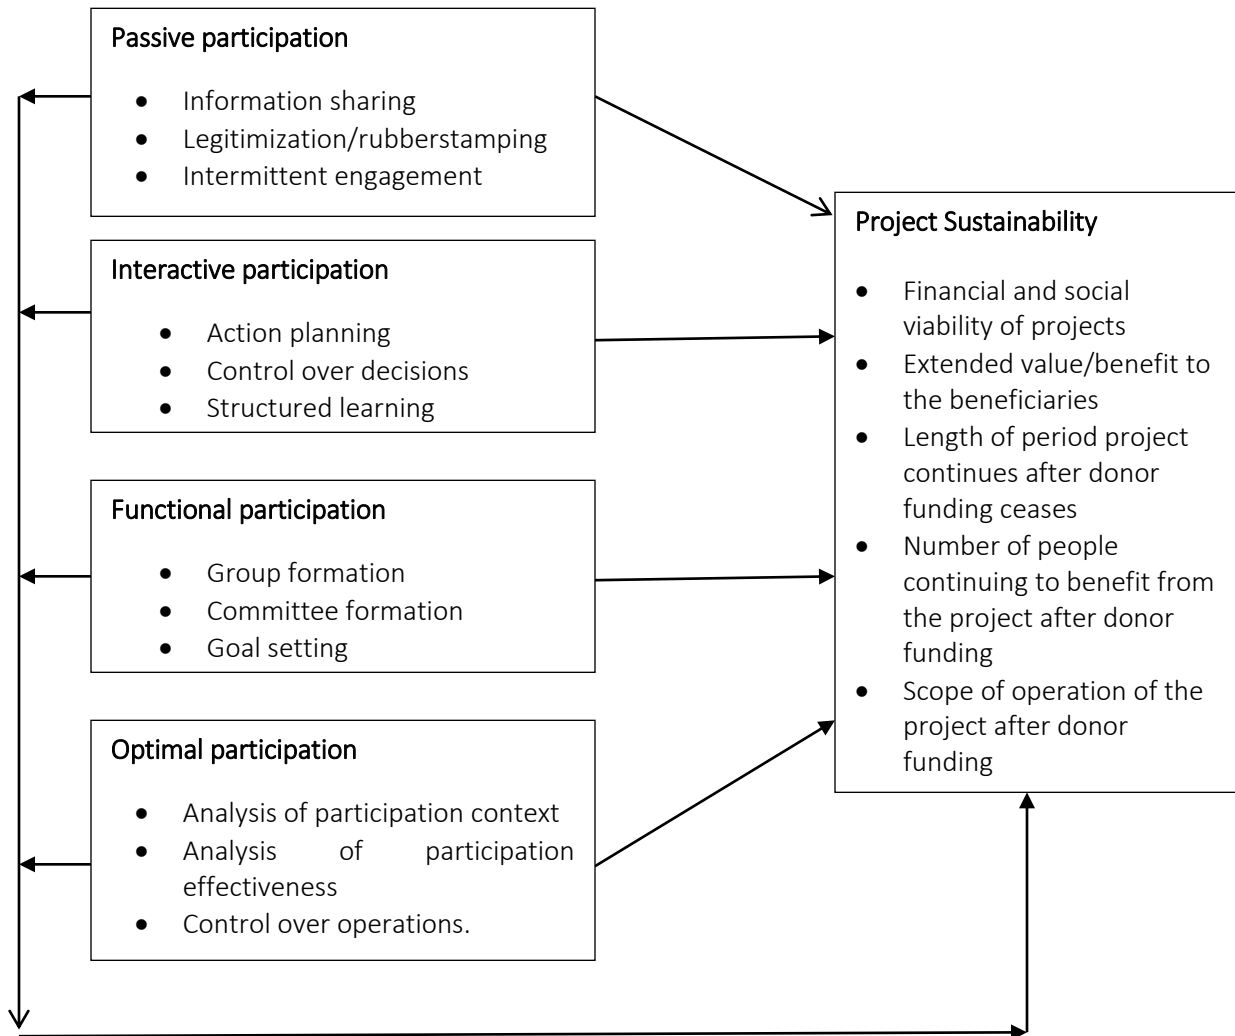 Passive participation
• Information sharing
• Legitimization/rubberstamping
• Intermittent engagement
Interactive participation
• Action planning
• Control over decisions
• Structured learning
Functional participation
• Group formation
• Committee formation
• Goal setting
Optimal participation
• Analysis of participation context
• Analysis of participation
effectiveness
• Control over operations.
Project Sustainability
• Financial and social
viability of projects
• Extended value/benefit to
the beneficiaries
• Length of period project
continues after donor
funding ceases
• Number of people
continuing to benefit from
the project after donor
funding
• Scope of operation of the
project after donor
funding